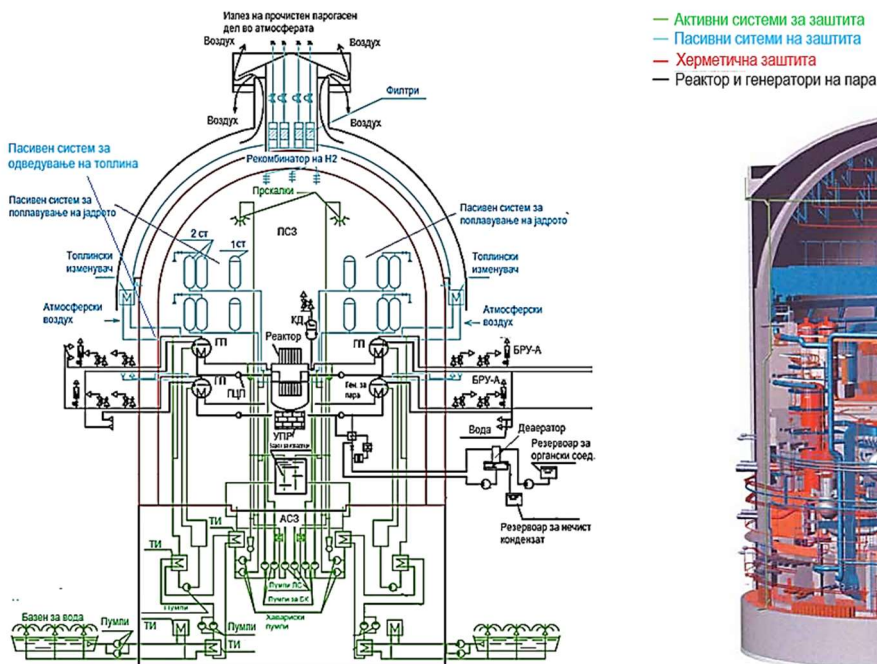 Излез на прочистен парогасен
дел во атмосферата
Воздух
Воздух
Воздух
Воздух
Филтри
Рекомбинатор на H2
Пасивен систем за
одведување на топлина
Прскалки
Пасивен систем за
поплавување на јадрото
ПСЗ
Пасивен систем за
поплавување на јадрото
2 ст
1 ст
Топлински
изменувач
Топлински
изменувач
Атмосферски
воздух
Атмосферски
воздух
КД
Реактор
ГП
ГП
БРУ-А
ГП
ПЦП
Ген. за
пара
ГП
БРУ-А
УПР
Вода
Деаератор
Резервоар за
органски соед.
АСЗ
Резервоар за нечист
кондензат
ТИ
ТИ
ТИ
Пумпи за БК
Хавариски
пумпи
Пумпи
Базен за вода
Пумпи
ТИ
Пумпи
ТИ
Активни системи за заштита
Пасивни ситеми на заштита
Херметична заштита
Реактор и генератори на пара